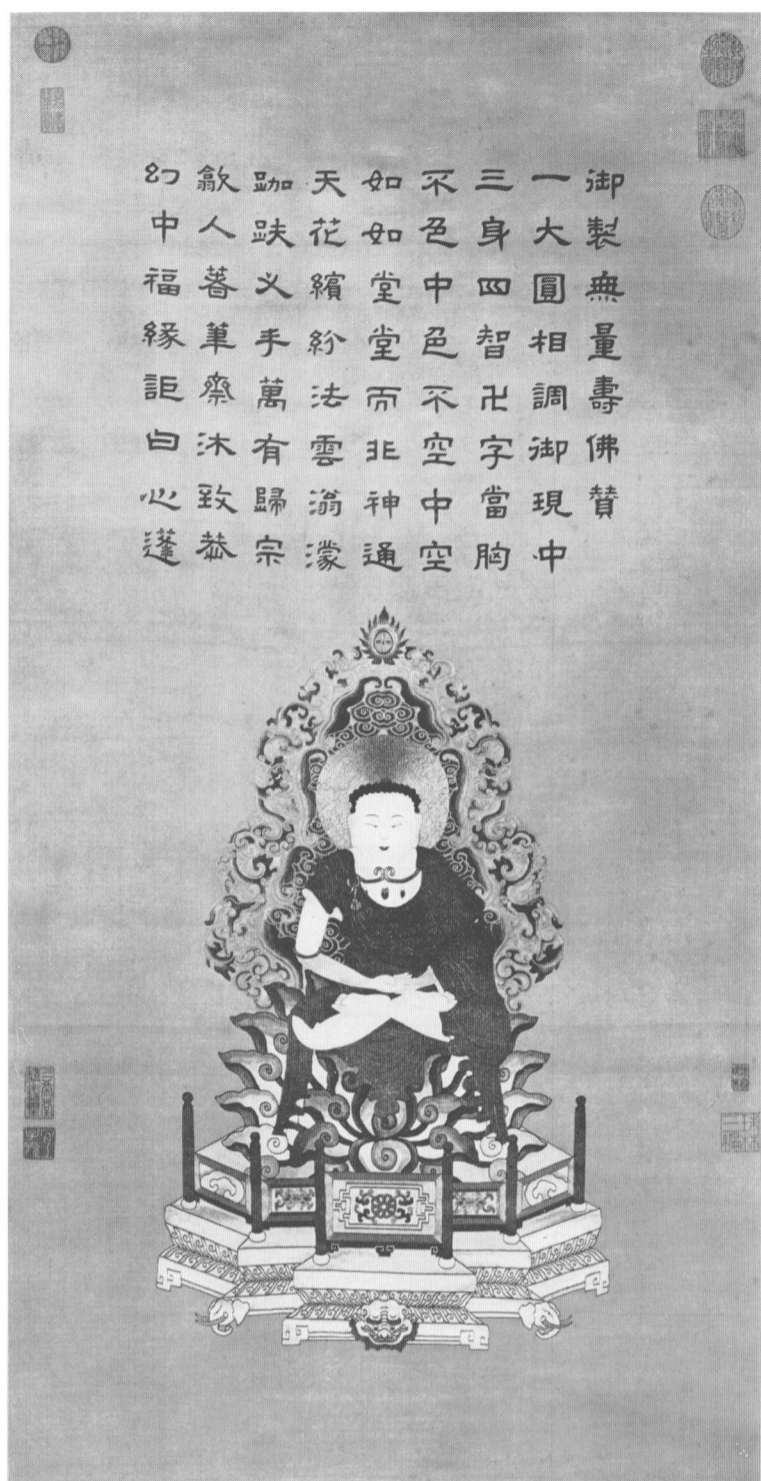 御製無量壽佛贊
一大圓相調御現中
三身四智卍字當胸
不色中色不空中空
如如堂堂而非神通
天花繽紛法雲滃濛
跏趺叉手萬有歸宗
歙人著筆齋沐致恭
幻中福緣詎曰心蓬